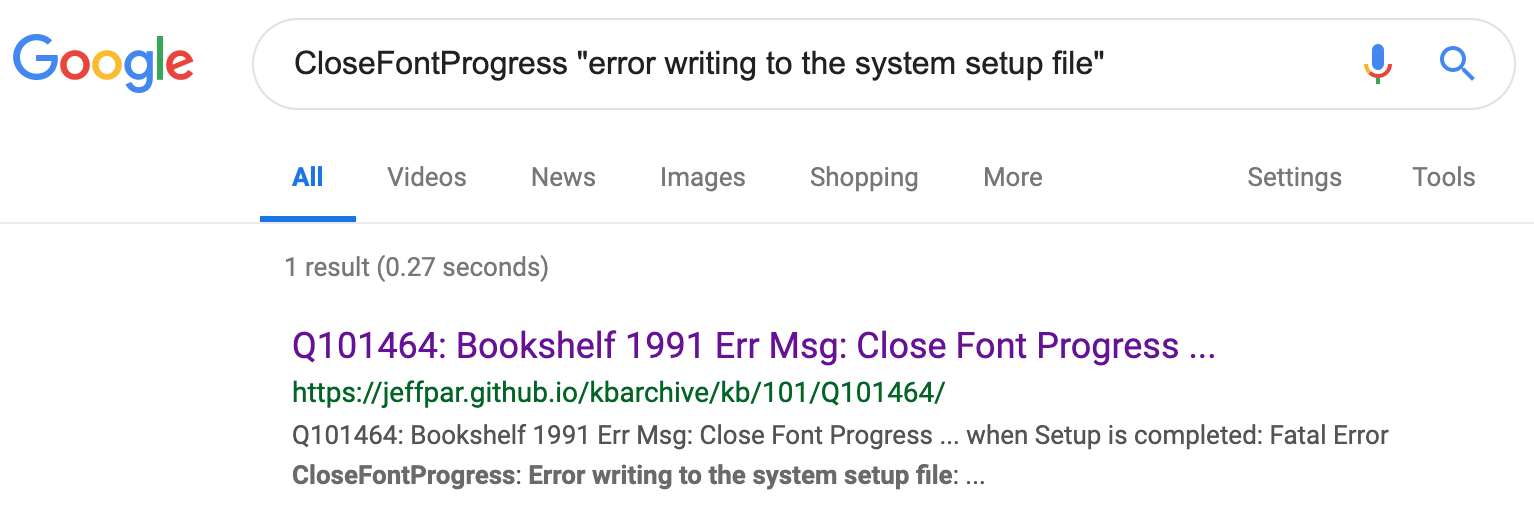 Google
CloseFontProgress "error writing to the system setup file"
All Videos News Images Shopping More Settings Tools
1 result (0.27 seconds)
Q101464: Bookshelf 1991 Err Msg: Close Font Progress ...
https://jeffpar.github.io/kbarchive/kb/101/Q101464/
Q101464: Bookshelf 1991 Err Msg: Close Font Progress ... when Setup is completed: Fatal Error
CloseFontProgress: Error writing to the system setup file: ...